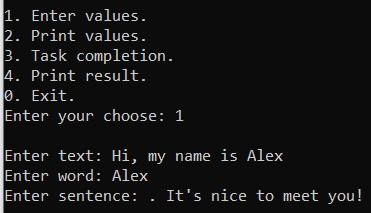 1. Enter values.
2. Print values.
3. Task completion.
4. Print result.
0. Exit.
Enter your choose: 1
Enter text: Hi, my name is Alex
Enter word: Alex
Enter sentence: . It's nice to meet you!